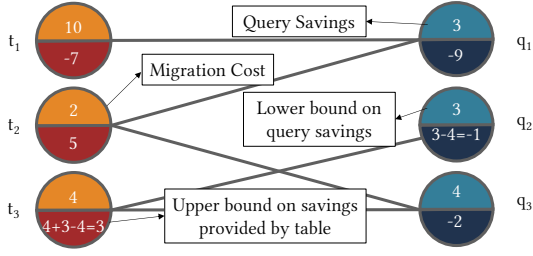 10
Query Savings
3
t1
-7
-9
q1
Migration Cost
2
Lower bound on
query savings
3
t2
5
3-4=-1
q2
4
Upper bound on savings
provided by table
4
t3
4+3-4=3
-2
q3